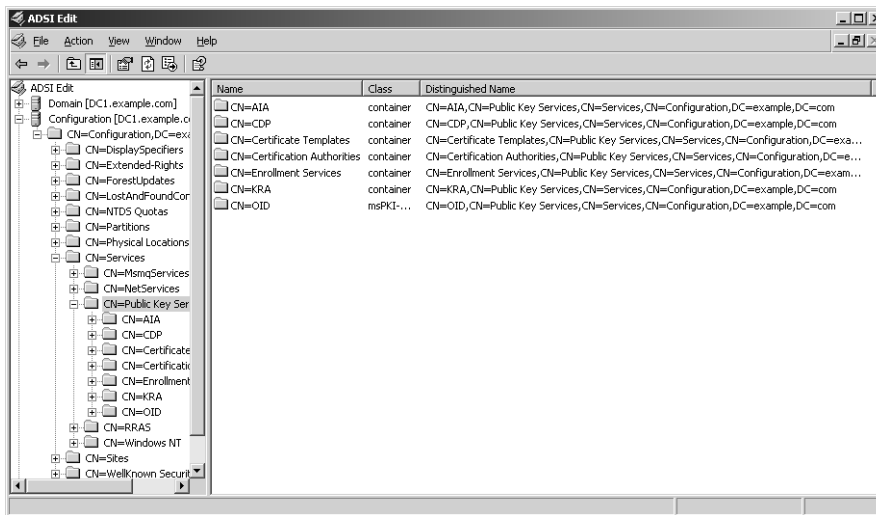 ADSI Edit
File Action View Window Help
ADSI Edit
Domain [DC1.example.com]
Configuration [DC1.example.co
CN=Configuration,DC=exa
CN=DisplaySpecifiers
CN=Extended-Rights
CN=ForestUpdates
CN=LostAndFoundCor
CN=NTDS Quotas
CN=Partitions
CN=Physical Locations
CN=Services
CN=MsmqServices
CN=NetServices
CN=Public Key Ser
CN=AIA
CN=CDP
CN=Certificate
CN=Certificatio
CN=Enrollment
CN=KRA
CN=OID
CN=RRAS
CN=Windows NT
CN=Sites
CN=WellKnown Securit
Name Class Distinguished Name
CN=AIA container CN=AIA,CN=Public Key Services,CN=Services,CN=Configuration,DC=example,DC=com
CN=CDP container CN=CDP,CN=Public Key Services,CN=Services,CN=Configuration,DC=example,DC=com
CN=Certificate Templates container CN=Certificate Templates,CN=Public Key Services,CN=Services,CN=Configuration,DC=exa...
CN=Certification Authorities container CN=Certification Authorities,CN=Public Key Services,CN=Services,CN=Configuration,DC=e...
CN=Enrollment Services container CN=Enrollment Services,CN=Public Key Services,CN=Services,CN=Configuration,DC=exam...
CN=KRA container CN=KRA,CN=Public Key Services,CN=Services,CN=Configuration,DC=example,DC=com
CN=OID msPKI-... CN=OID,CN=Public Key Services,CN=Services,CN=Configuration,DC=example,DC=com